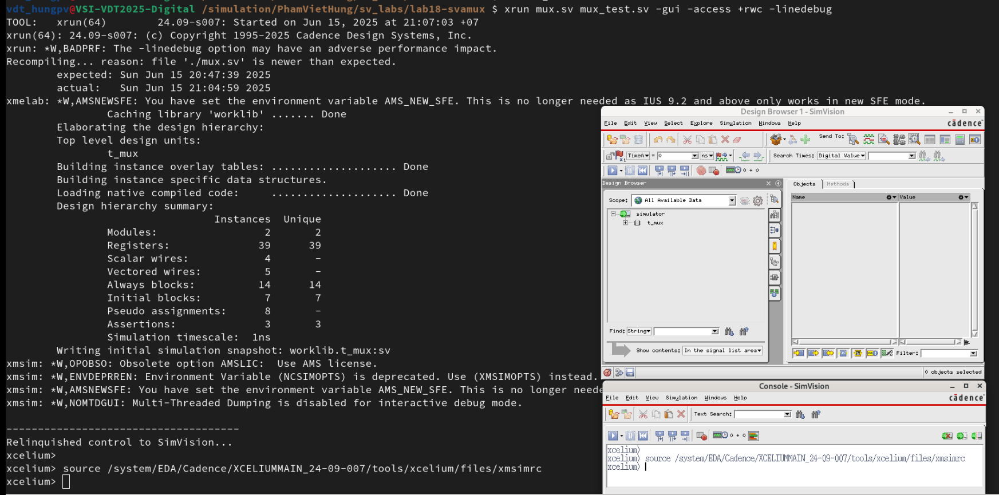 vdt_hungpv@VSI-VDT2025-Digital /simulation/PhamVietHung/sv_labs/lab18-svamux $ xrun mux.sv mux_test.sv -gui -access +rwc -linedebug
TOOL:   xrun(64)        24.09-s007: Started on Jun 15, 2025 at 21:07:03 +07
xrun(64): 24.09-s007: (c) Copyright 1995-2025 Cadence Design Systems, Inc.
xrun: *W,BADPRF: The -linedebug option may have an adverse performance impact.
Recompiling... reason: file './mux.sv' is newer than expected.
        expected: Sun Jun 15 20:47:39 2025
        actual:   Sun Jun 15 21:04:59 2025
xmelab: *W,AMSNEWSFE: You have set the environment variable AMS_NEW_SFE. This is no longer needed as IUS 9.2 and above only works in new SFE mode.
                Caching library 'worklib' ....... Done
        Elaborating the design hierarchy:
        Top level design units:
                t_mux
        Building instance overlay tables: .................... Done
        Building instance specific data structures.
        Loading native compiled code:     .................... Done
        Design hierarchy summary:
                                 Instances  Unique
                Modules:                 2       2
                Registers:              39      39
                Scalar wires:            4       -
                Vectored wires:          5       -
                Always blocks:          14      14
                Initial blocks:          7       7
                Pseudo assignments:      8       -
                Assertions:              3       3
                Simulation timescale:  1ns
        Writing initial simulation snapshot: worklib.t_mux:sv
xmsim: *W,OPOBSO: Obsolete option AMSLIC:  Use AMS license.
xmsim: *W,ENVDEPRREN: Environment Variable (NCSIMOPTS) is deprecated. Use (XMSIMOPTS) instead.
xmsim: *W,AMSNEWSFE: You have set the environment variable AMS_NEW_SFE. This is no longer neede
xmsim: *W,NOMTDGUI: Multi-Threaded Dumping is disabled for interactive debug mode.
-------------------------------------
Relinquished control to SimVision...
xcelium>
xcelium> source /system/EDA/Cadence/XCELIUMMAIN_24-09-007/tools/xcelium/files/xmsimrc
xcelium>
Design Browser 1 - SimVision
File Edit View Select Explore Simulation Windows Help
cādence
Send To:
TimeA = 0 ns Search Times: Digital Value
0 + 0
Design Browser
Objects Methods
Scope: All Available Data
Name Value
simulator
t_mux
Find: String
Show contents: In the signal list area
Filter:
0 objects selected
Console - SimVision
File Edit View Simulation Windows Help
cādence
Text Search:
0 + 0
xcelium>
xcelium> source /system/EDA/Cadence/XCELIUMMAIN_24-09-007/tools/xcelium/files/xmsimrc
xcelium>